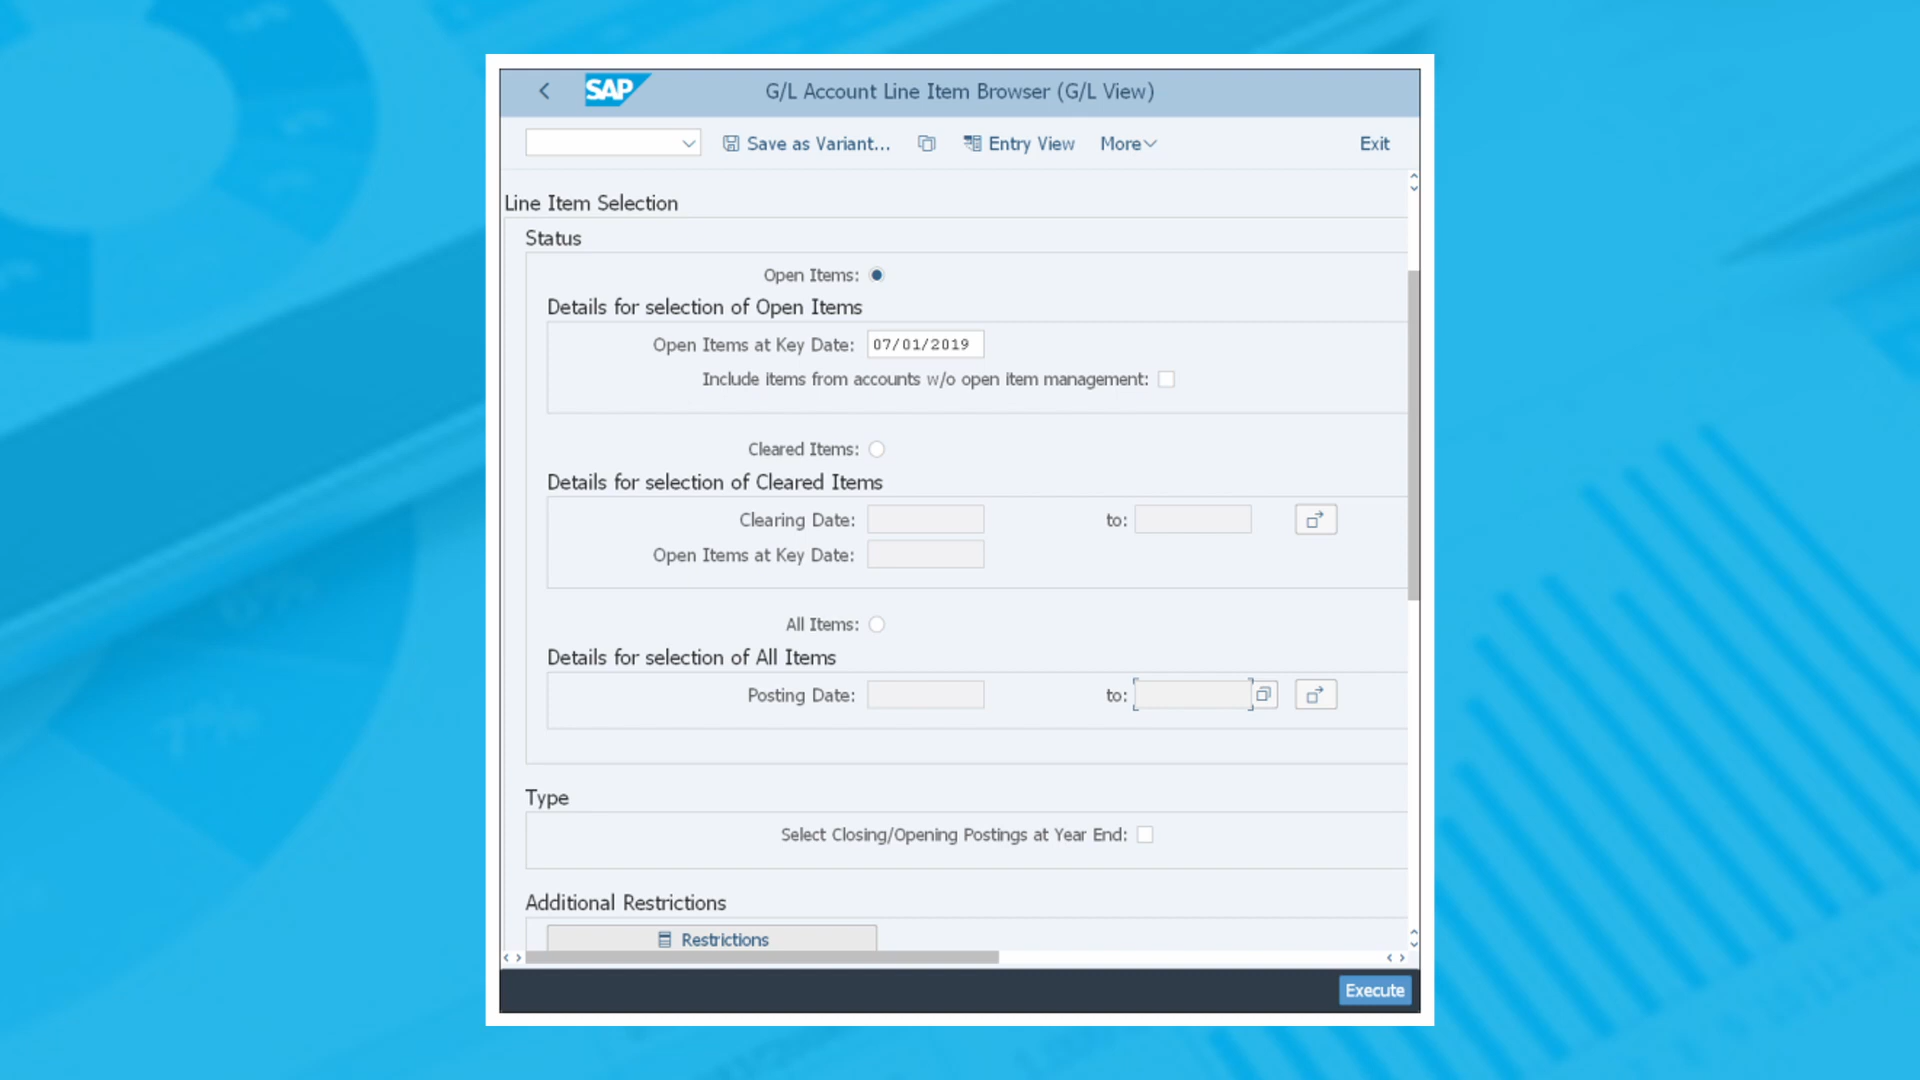 SAP G/L Account Line Item Browser (G/L View)
Save as Variant... Entry View More Exit
Line Item Selection
Status
Open Items:
Details for selection of Open Items
Open Items at Key Date: 07/01/2019
Include items from accounts w/o open item management:
Cleared Items:
Details for selection of Cleared Items
Clearing Date: to:
Open Items at Key Date:
All Items:
Details for selection of All Items
Posting Date: to:
Type
Select Closing/Opening Postings at Year End:
Additional Restrictions
Restrictions
Execute